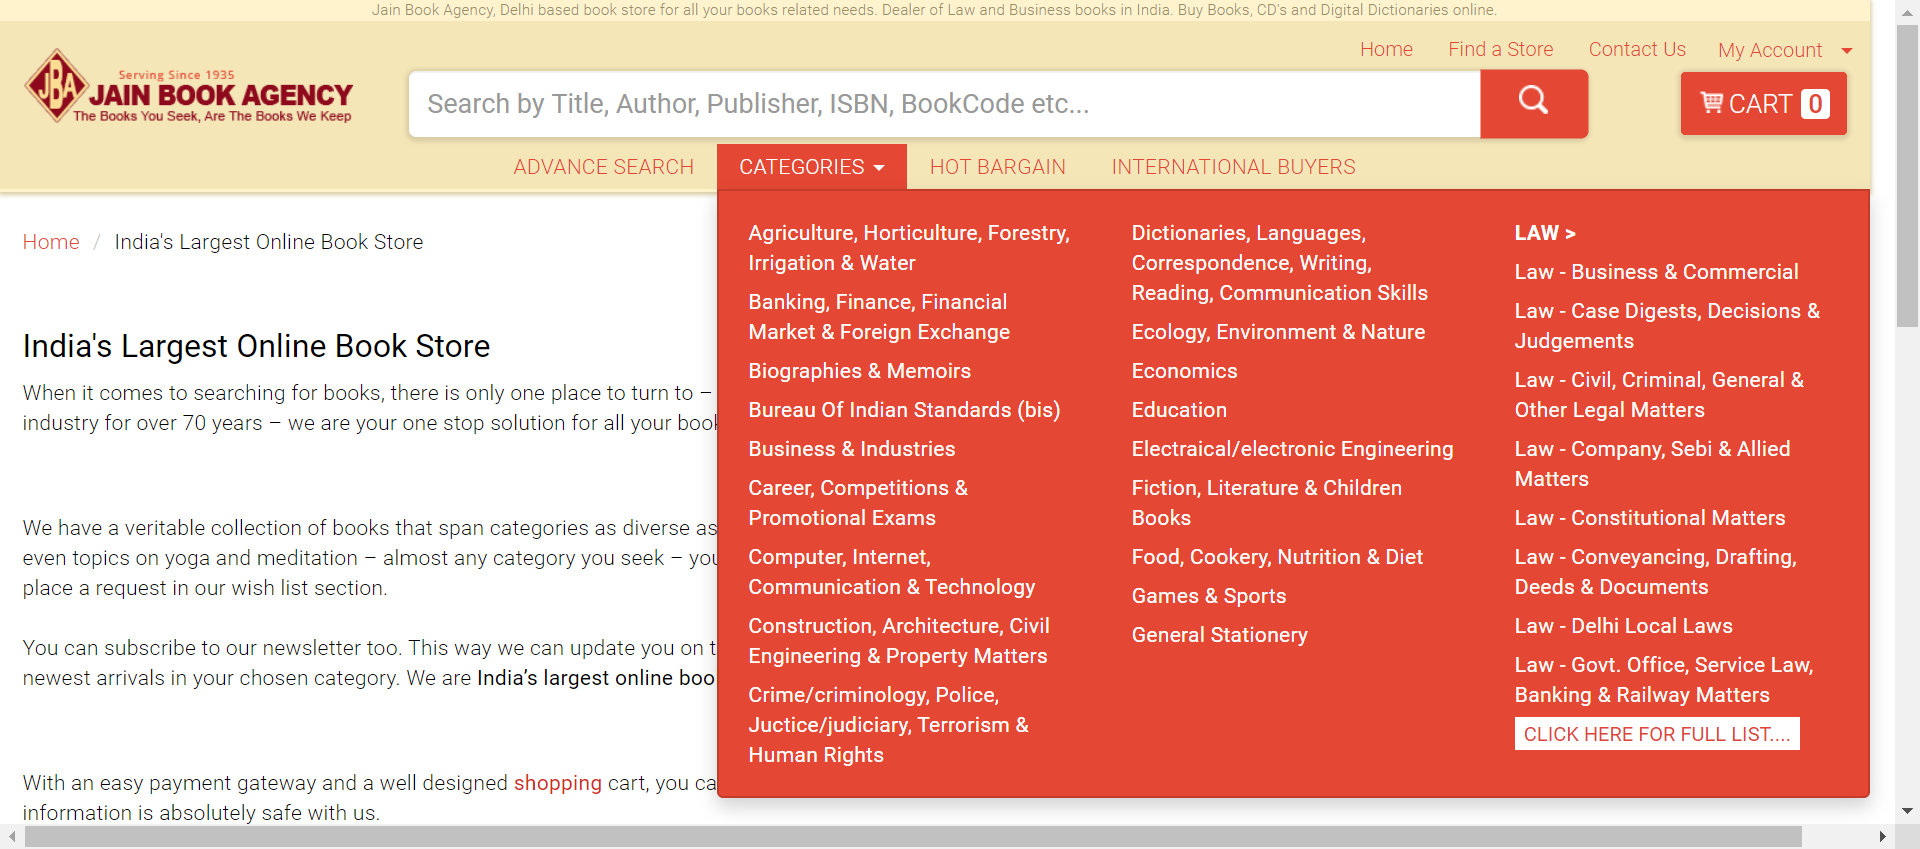 Jain Book Agency, Delhi based book store for all your books related needs. Dealer of Law and Business books in India. Buy Books, CD's and Digital Dictionaries online.
Home
Find a Store
Contact Us
My Account
JBA
Serving Since 1935
JAIN BOOK AGENCY
The Books You Seek, Are The Books We Keep
Search by Title, Author, Publisher, ISBN, BookCode etc...
CART 0
ADVANCE SEARCH
CATEGORIES
HOT BARGAIN
INTERNATIONAL BUYERS
Home / India's Largest Online Book Store
India's Largest Online Book Store
When it comes to searching for books, there is only one place to turn to –
industry for over 70 years – we are your one stop solution for all your book
We have a veritable collection of books that span categories as diverse as
even topics on yoga and meditation – almost any category you seek – you
place a request in our wish list section.
You can subscribe to our newsletter too. This way we can update you on t
newest arrivals in your chosen category. We are India’s largest online boo
With an easy payment gateway and a well designed shopping cart, you ca
information is absolutely safe with us.
Agriculture, Horticulture, Forestry,
Irrigation & Water
Banking, Finance, Financial
Market & Foreign Exchange
Biographies & Memoirs
Bureau Of Indian Standards (bis)
Business & Industries
Career, Competitions &
Promotional Exams
Computer, Internet,
Communication & Technology
Construction, Architecture, Civil
Engineering & Property Matters
Crime/criminology, Police,
Juctice/judiciary, Terrorism &
Human Rights
Dictionaries, Languages,
Correspondence, Writing,
Reading, Communication Skills
Ecology, Environment & Nature
Economics
Education
Electraical/electronic Engineering
Fiction, Literature & Children
Books
Food, Cookery, Nutrition & Diet
Games & Sports
General Stationery
LAW >
Law - Business & Commercial
Law - Case Digests, Decisions &
Judgements
Law - Civil, Criminal, General &
Other Legal Matters
Law - Company, Sebi & Allied
Matters
Law - Constitutional Matters
Law - Conveyancing, Drafting,
Deeds & Documents
Law - Delhi Local Laws
Law - Govt. Office, Service Law,
Banking & Railway Matters
CLICK HERE FOR FULL LIST....